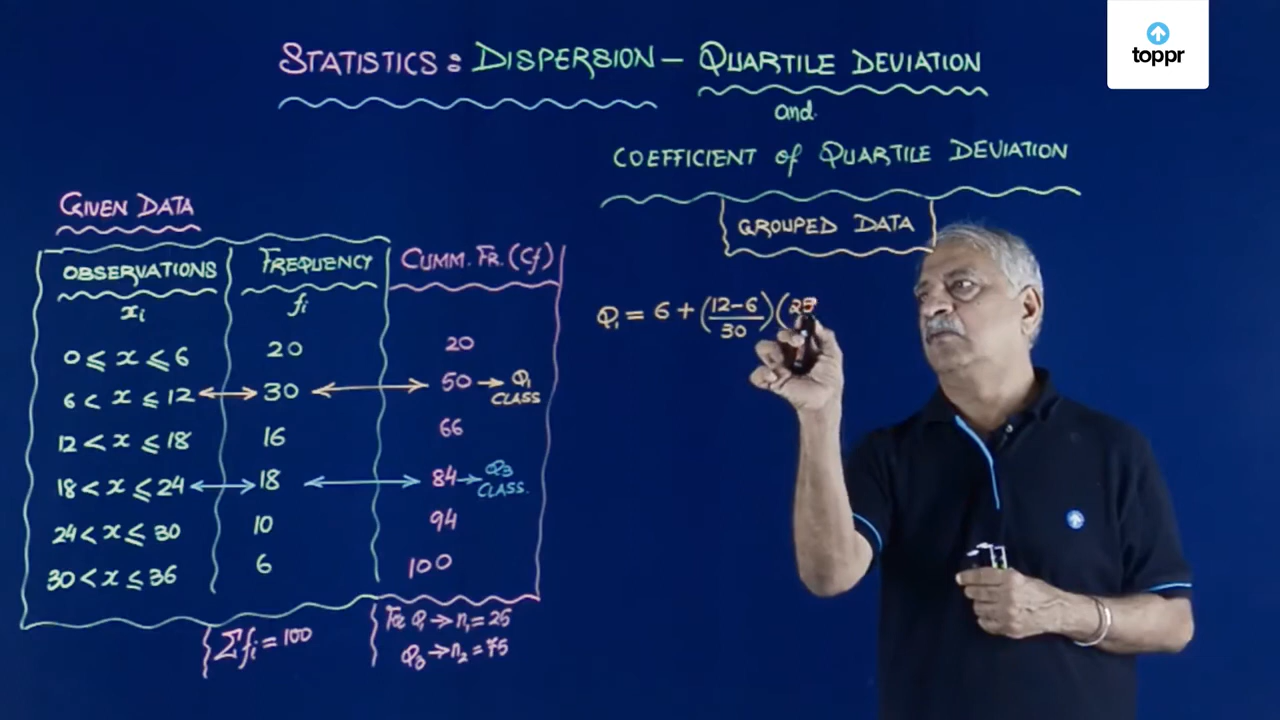 toppr
STATISTICS : DISPERSION – QUARTILE DEVIATION
and
COEFFICIENT of QUARTILE DEVIATION
GROUPED DATA
GIVEN DATA
OBSERVATIONS FREQUENCY CUMM. FR. (Cf)
xi fi
0 ≤ x ≤ 6 20 20
6 < x ≤ 12 30 50 → Q1 CLASS
12 < x ≤ 18 16 66
18 < x ≤ 24 18 84 → Q3 CLASS.
24 < x ≤ 30 10 94
30 < x ≤ 36 6 100
Σfi = 100
For Q1 → n1 = 25
Q3 → n2 = 75
Q1 = 6 + (12-6/30)(25